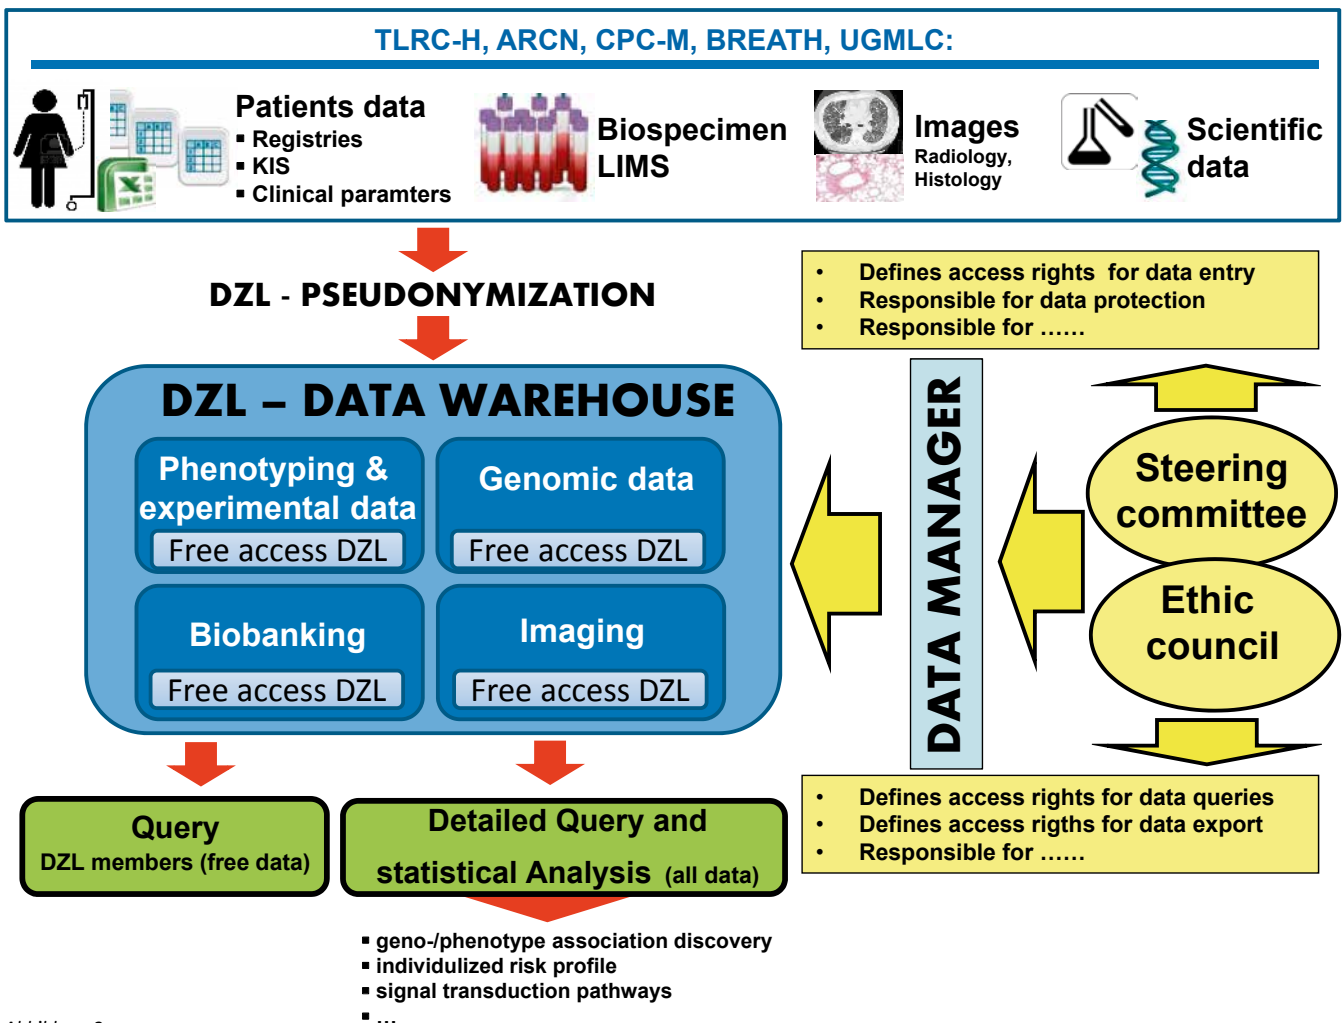 TLRC-H, ARCN, CPC-M, BREATH, UGMLC:
Patients data
▪ Registries
▪ KIS
▪ Clinical paramters
Biospecimen
LIMS
Images
Radiology,
Histology
Scientific
data
DZL - PSEUDONYMIZATION
• Defines access rights for data entry
• Responsible for data protection
• Responsible for ......
DZL – DATA WAREHOUSE
Phenotyping &
experimental data
Free access DZL
Genomic data
Free access DZL
Biobanking
Free access DZL
Imaging
Free access DZL
DATA MANAGER
Steering
committee
Ethic
council
• Defines access rights for data queries
• Defines access rigths for data export
• Responsible for ......
Query
DZL members (free data)
Detailed Query and
statistical Analysis (all data)
▪ geno-/phenotype association discovery
▪ individulized risk profile
▪ signal transduction pathways
▪ ...